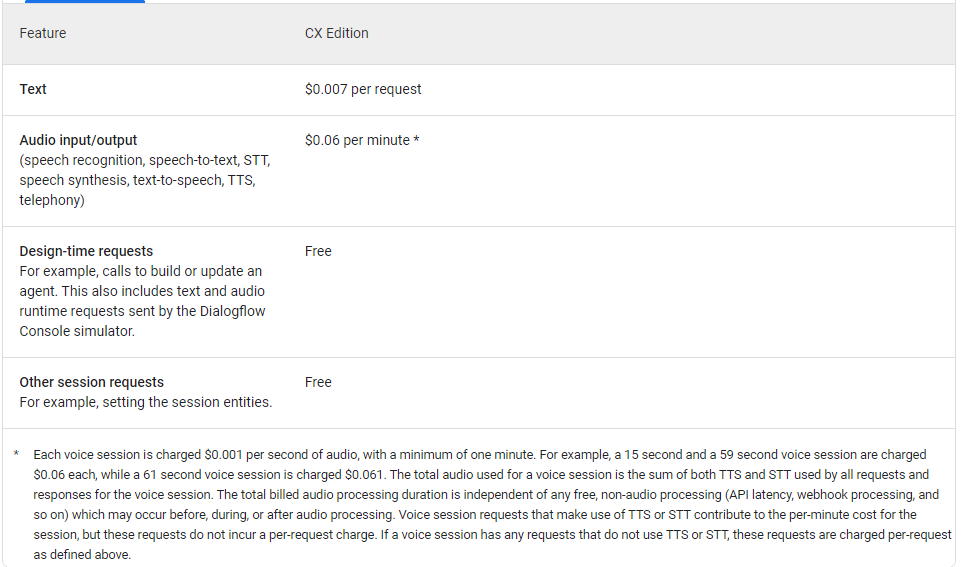 Feature CX Edition
Text $0.007 per request
Audio input/output $0.06 per minute *
(speech recognition, speech-to-text, STT,
speech synthesis, text-to-speech, TTS,
telephony)
Design-time requests Free
For example, calls to build or update an
agent. This also includes text and audio
runtime requests sent by the Dialogflow
Console simulator.
Other session requests Free
For example, setting the session entities.
* Each voice session is charged $0.001 per second of audio, with a minimum of one minute. For example, a 15 second and a 59 second voice session are charged
$0.06 each, while a 61 second voice session is charged $0.061. The total audio used for a voice session is the sum of both TTS and STT used by all requests and
responses for the voice session. The total billed audio processing duration is independent of any free, non-audio processing (API latency, webhook processing, and
so on) which may occur before, during, or after audio processing. Voice session requests that make use of TTS or STT contribute to the per-minute cost for the
session, but these requests do not incur a per-request charge. If a voice session has any requests that do not use TTS or STT, these requests are charged per-request
as defined above.